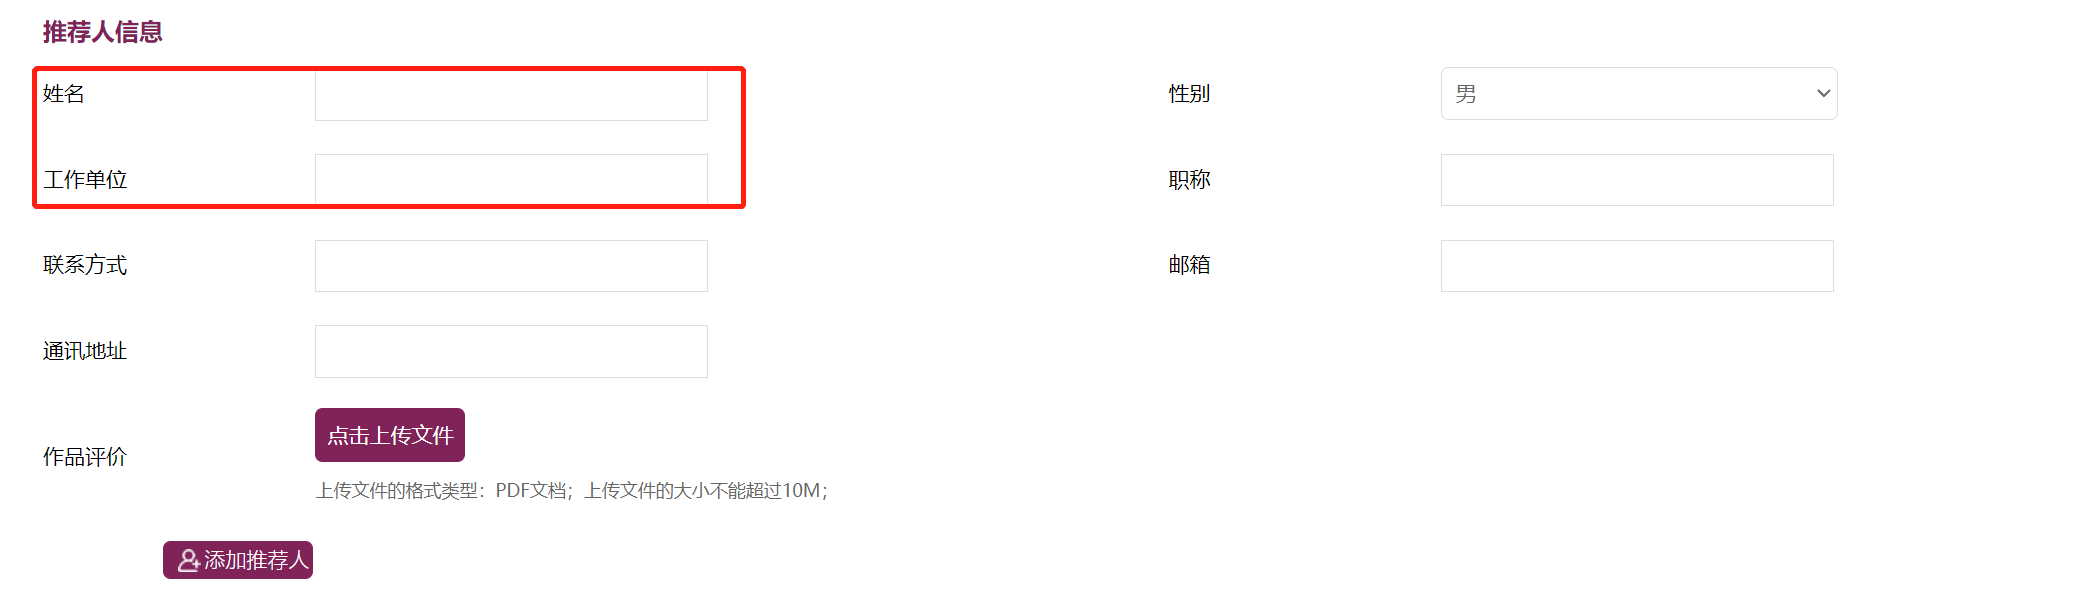 推荐人信息
姓名 性别 男
工作单位 职称
联系方式 邮箱
通讯地址
点击上传文件
作品评价
上传文件的格式类型：PDF文档；上传文件的大小不能超过10M；
添加推荐人